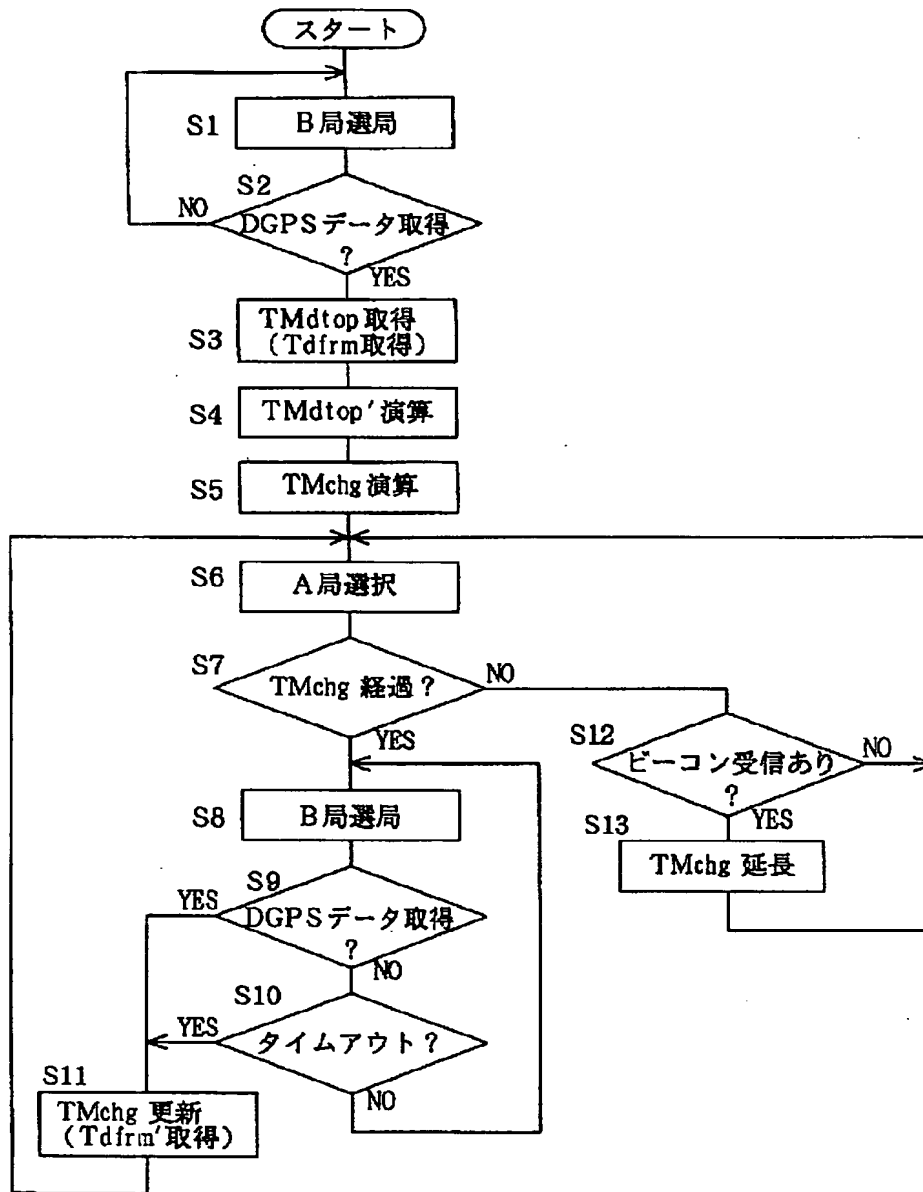 スタート
S1
B局選局
S2
NO
DGPSデータ取得
?
YES
S3
TMdtop取得
(Tdfrm取得)
S4
TMdtop′演算
S5
TMchg演算
S6
A局選択
S7
TMchg 経過?
NO
YES
S8
B局選局
S9
YES
DGPSデータ取得
?
NO
S10
YES
タイムアウト?
NO
S11
TMchg 更新
(Tdfrm′取得)
S12
ビーコン受信あり
?
NO
YES
S13
TMchg 延長